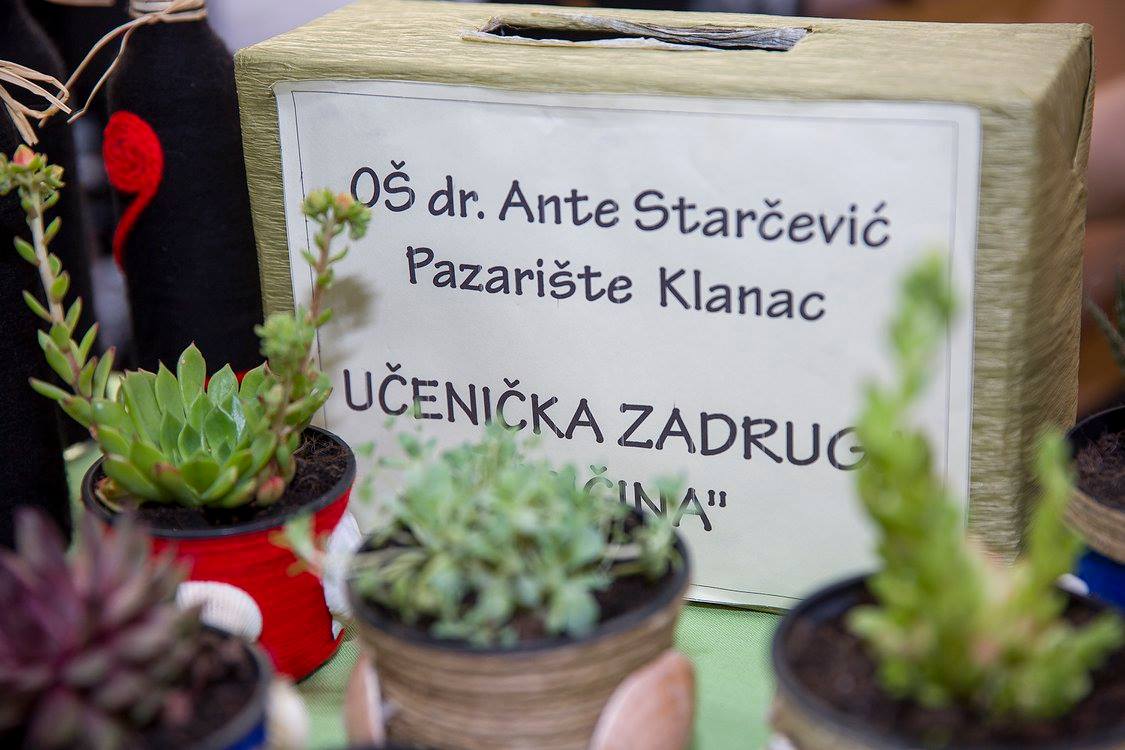 OŠ dr. Ante Starčević
Pazarište Klanac
UČENIČKA ZADRUG